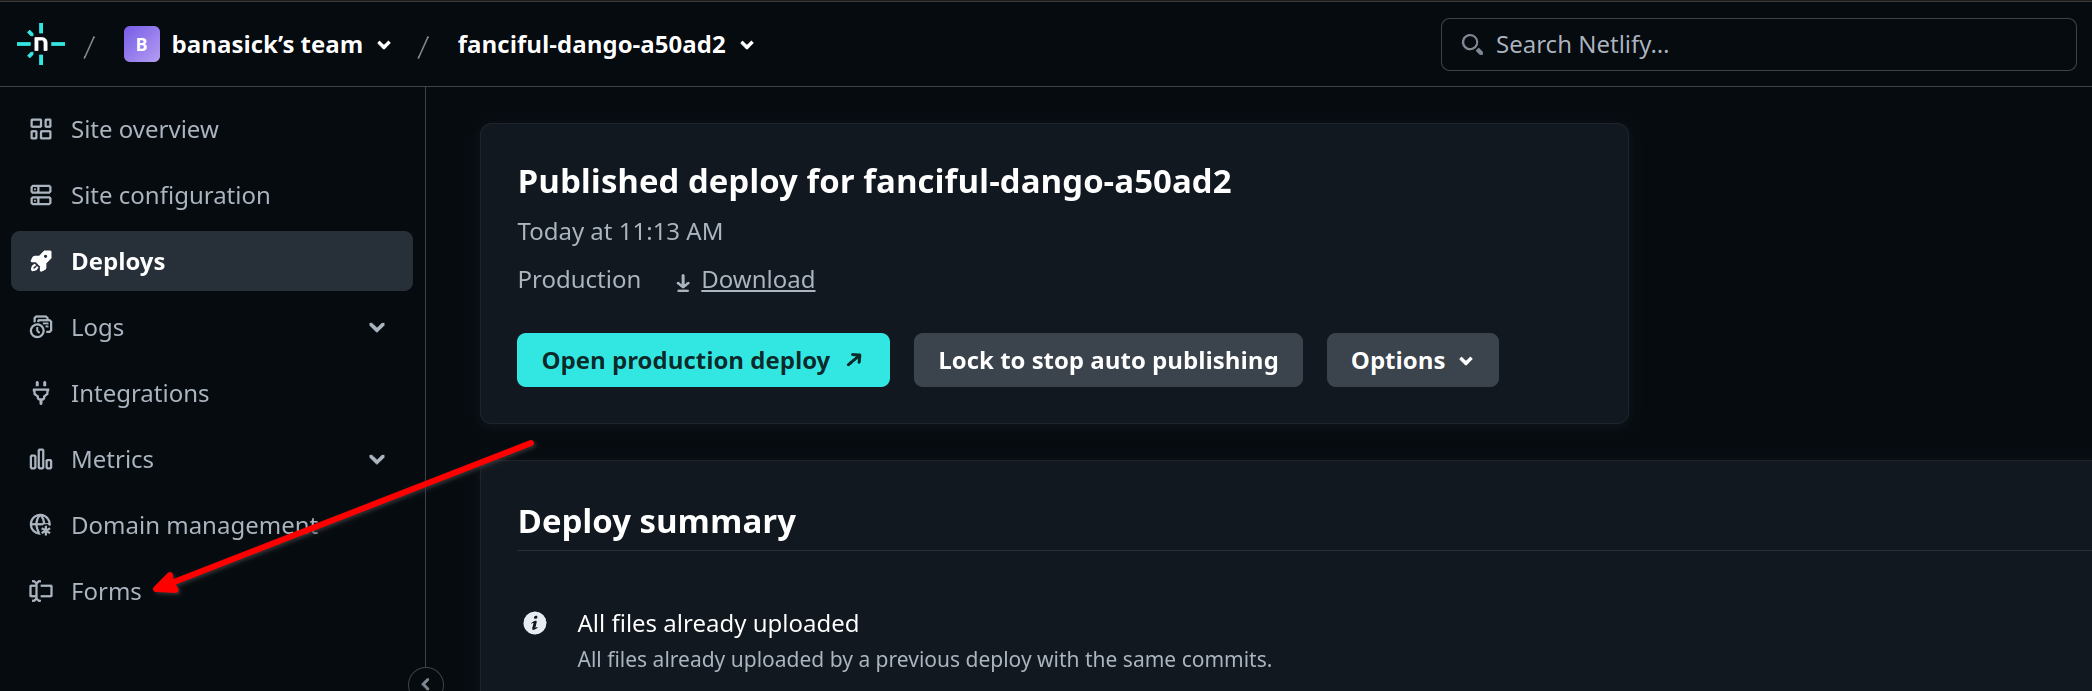 n / B banasick’s team / fanciful-dango-a50ad2
Search Netlify...
Site overview
Site configuration
Deploys
Logs
Integrations
Metrics
Domain management
Forms
Published deploy for fanciful-dango-a50ad2
Today at 11:13 AM
Production Download
Open production deploy Lock to stop auto publishing Options
Deploy summary
All files already uploaded
All files already uploaded by a previous deploy with the same commits.